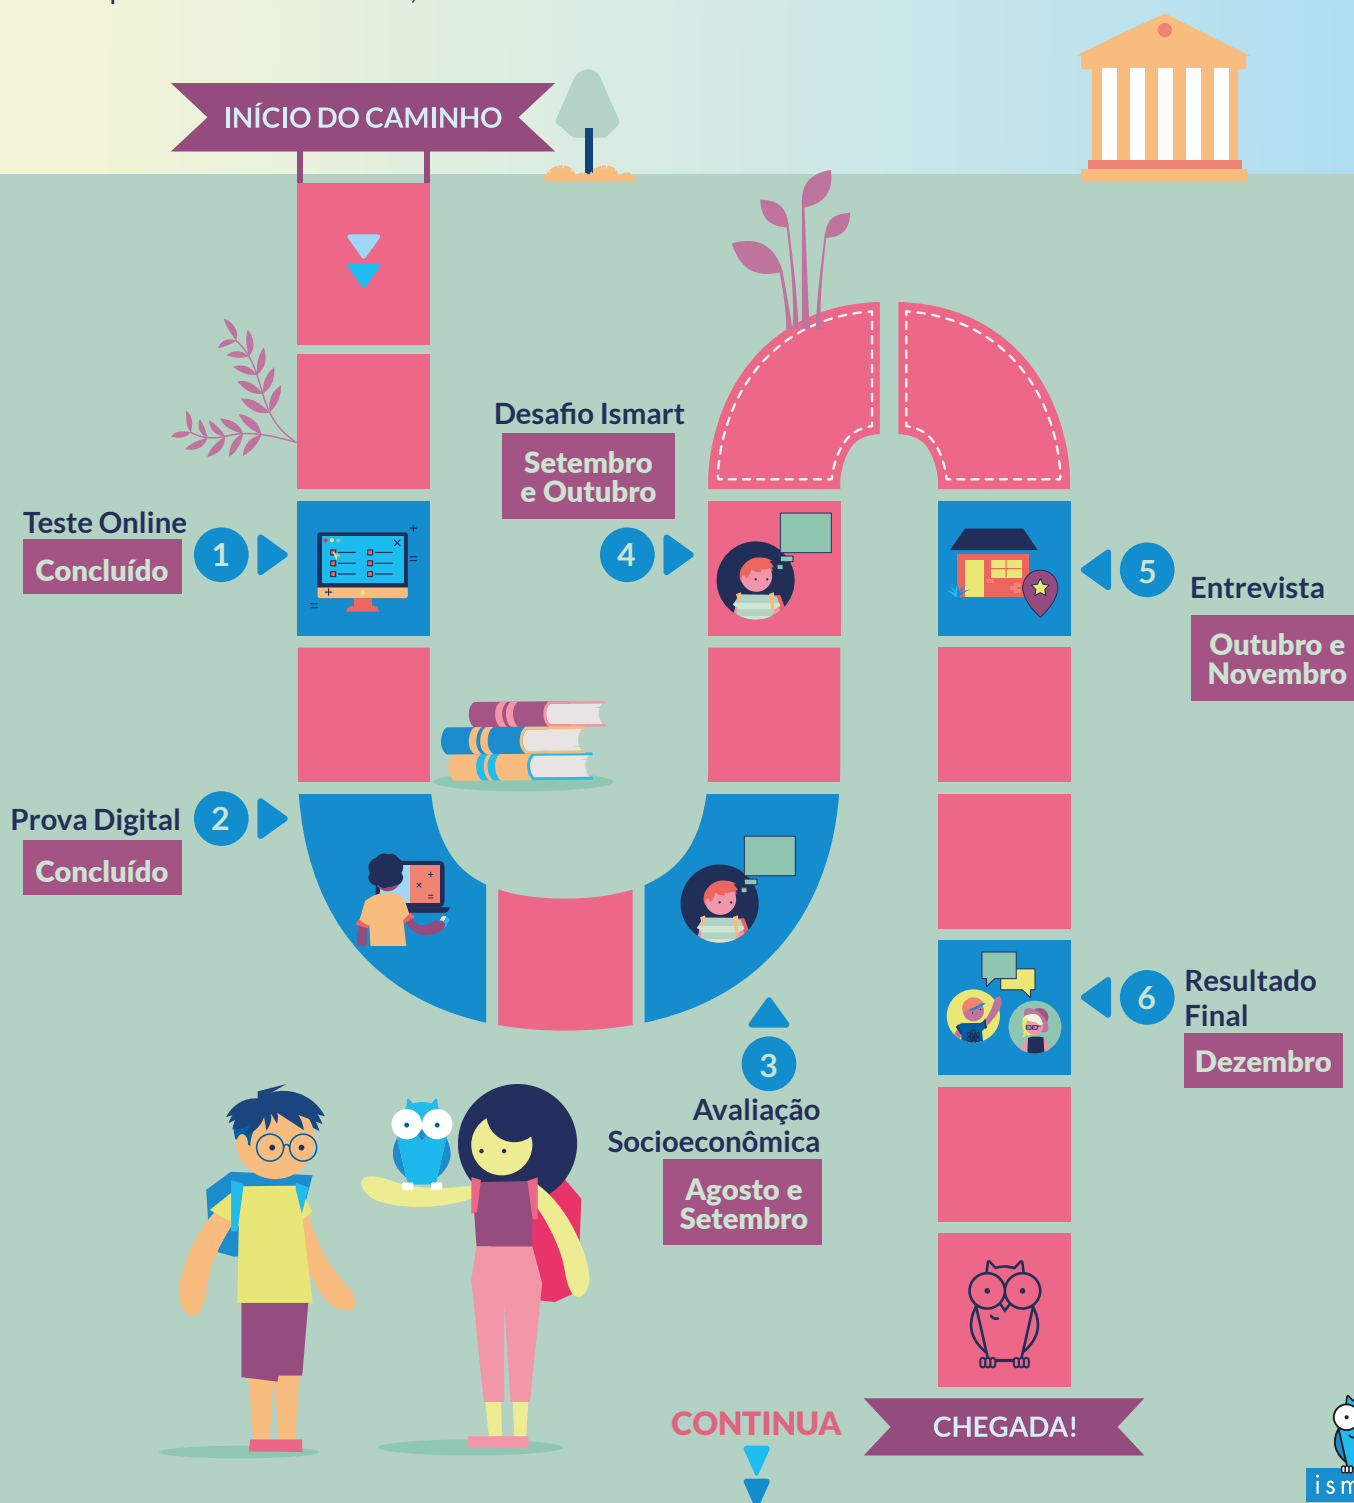 INÍCIO DO CAMINHO
Teste Online
Concluído
1
Prova Digital
Concluído
2
3
Avaliação
Socioeconômica
Agosto e
Setembro
Desafio Ismart
Setembro
e Outubro
4
5
Entrevista
Outubro e
Novembro
6
Resultado
Final
Dezembro
CONTINUA
CHEGADA!